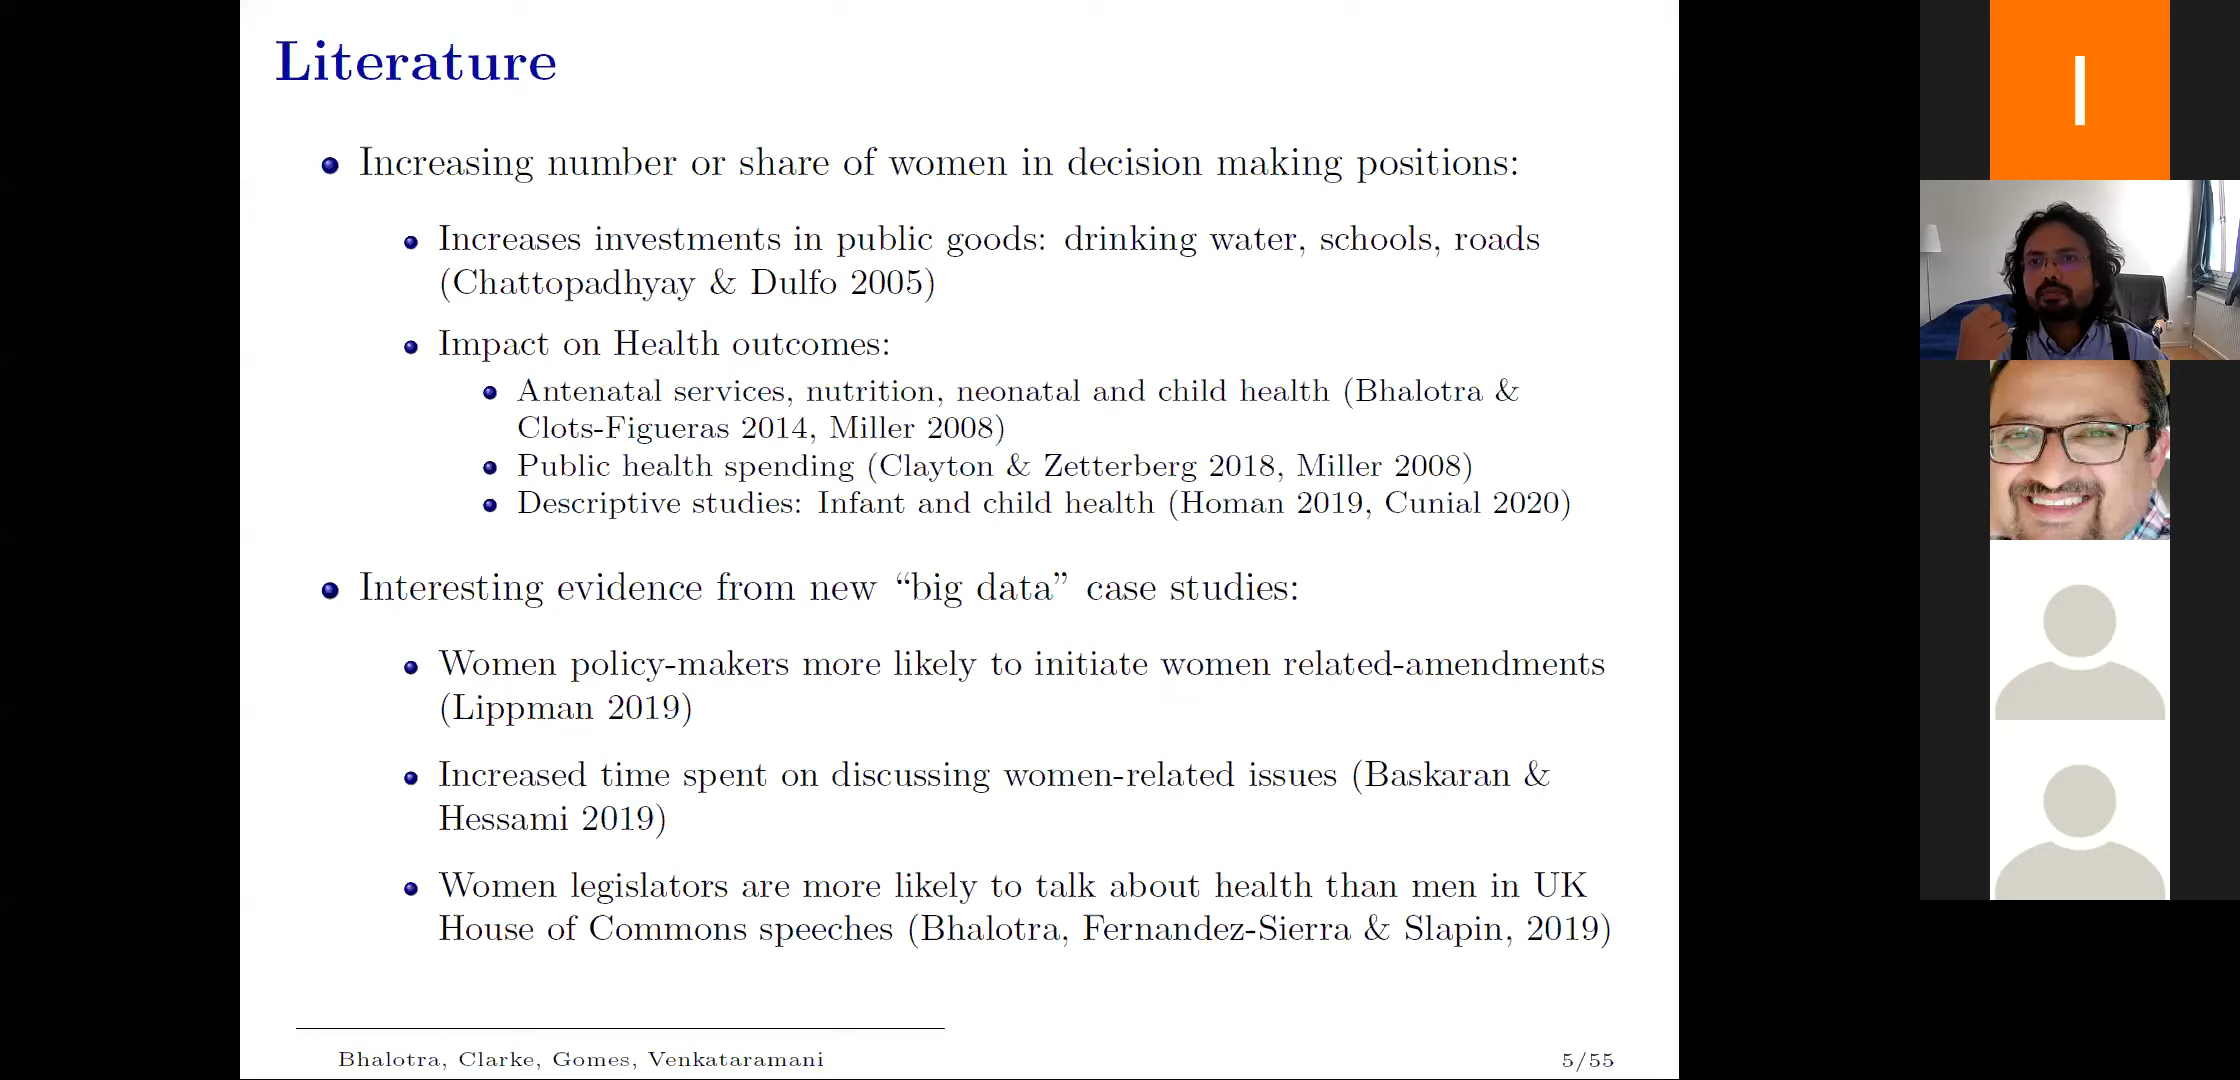 Literature
Increasing number or share of women in decision making positions:
Increases investments in public goods: drinking water, schools, roads
(Chattopadhyay & Dulfo 2005)
Impact on Health outcomes:
Antenatal services, nutrition, neonatal and child health (Bhalotra &
Clots-Figueras 2014, Miller 2008)
Public health spending (Clayton & Zetterberg 2018, Miller 2008)
Descriptive studies: Infant and child health (Homan 2019, Cunial 2020)
Interesting evidence from new “big data” case studies:
Women policy-makers more likely to initiate women related-amendments
(Lippman 2019)
Increased time spent on discussing women-related issues (Baskaran &
Hessami 2019)
Women legislators are more likely to talk about health than men in UK
House of Commons speeches (Bhalotra, Fernandez-Sierra & Slapin, 2019)
Bhalotra, Clarke, Gomes, Venkataramani
5/55
I